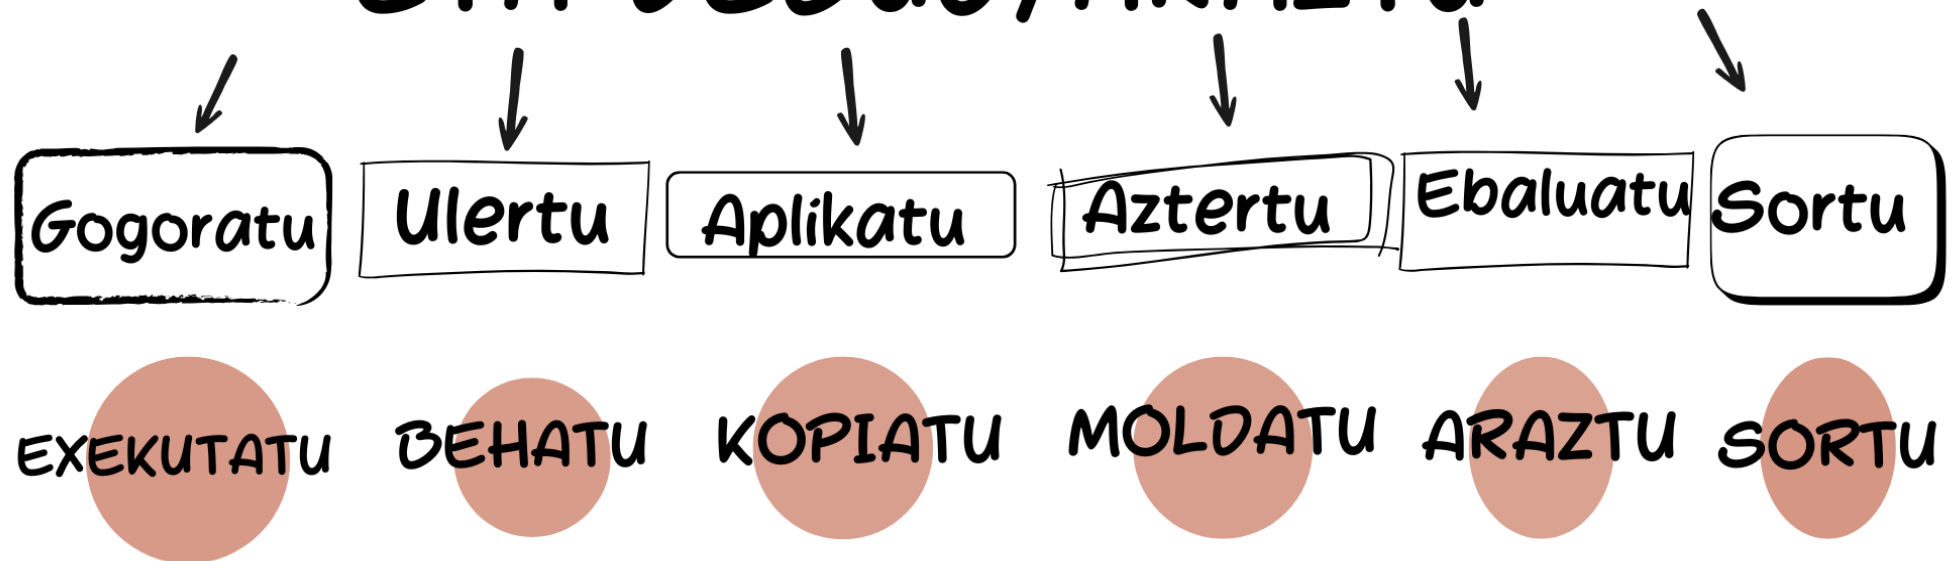 Gogoratu Ulertu Aplikatu Aztertu Ebaluatu Sortu
EXEKUTATU BEHATU KOPIATU MOLDATU ARAZTU SORTU